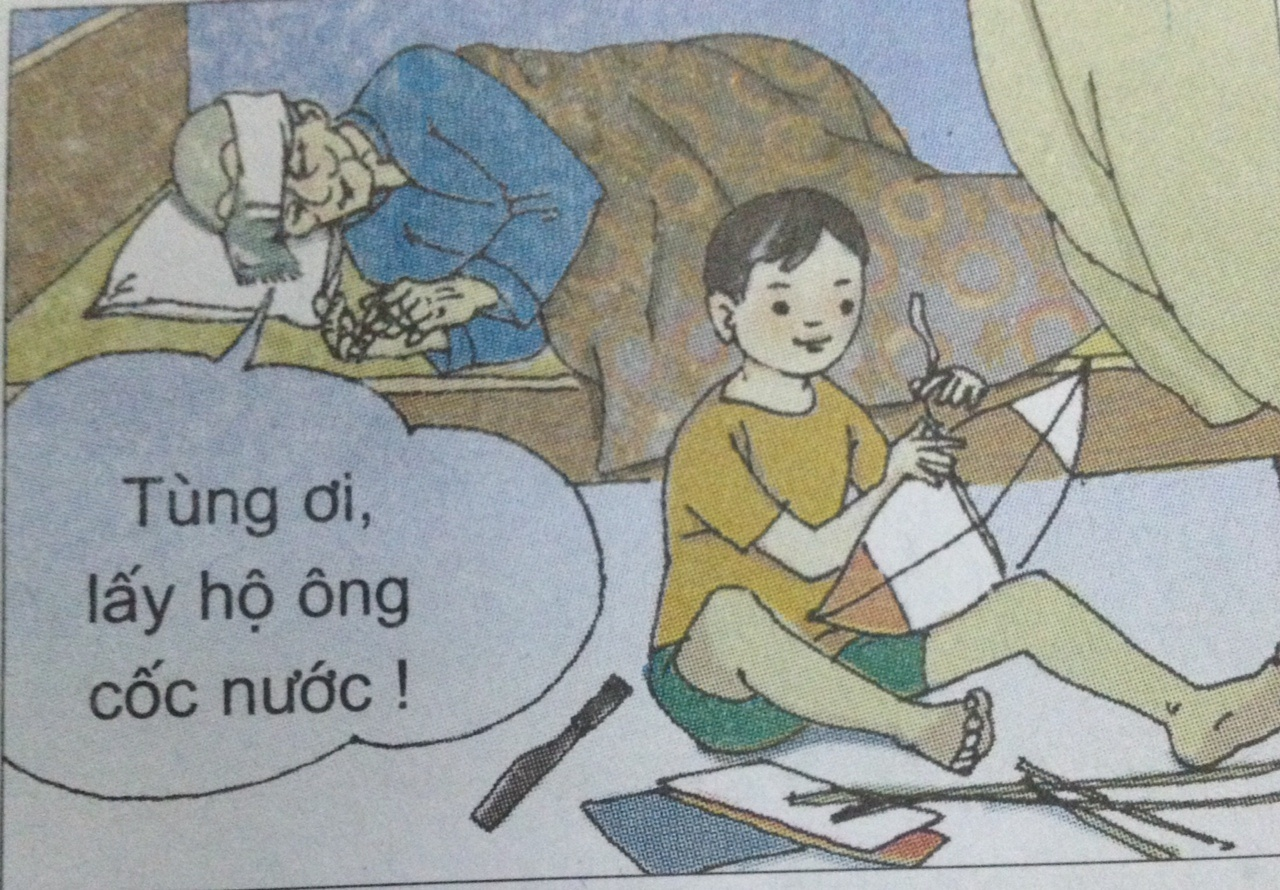 Tùng ơi,
lấy hộ ông
cốc nước !